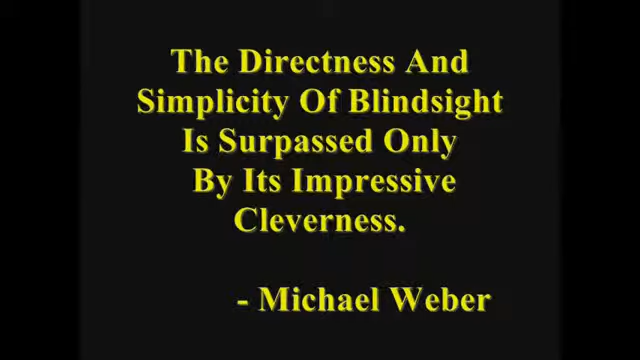 The Directness And
Simplicity Of Blindsight
Is Surpassed Only
By Its Impressive
Cleverness.
- Michael Weber